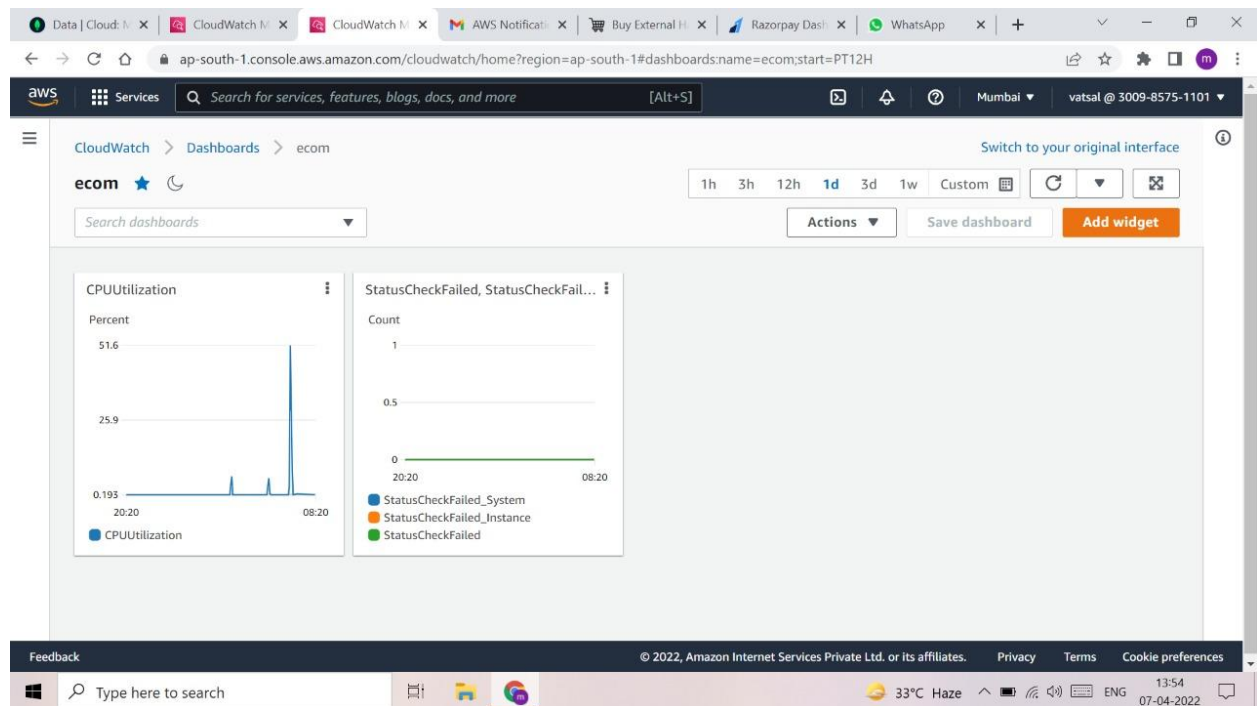 Data | Cloud: M
CloudWatch M
CloudWatch M
AWS Notificati
Buy External H
Razorpay Dash
WhatsApp
ap-south-1.console.aws.amazon.com/cloudwatch/home?region=ap-south-1#dashboards:name=ecom;start=PT12H
m
aws
Services
Search for services, features, blogs, docs, and more
[Alt+S]
Mumbai
vatsal @ 3009-8575-1101
CloudWatch > Dashboards > ecom
Switch to your original interface
ecom
1h 3h 12h 1d 3d 1w Custom
Search dashboards
Actions
Save dashboard
Add widget
CPUUtilization
Percent
51.6
25.9
0.193
20:20 08:20
CPUUtilization
StatusCheckFailed, StatusCheckFail...
Count
1
0.5
0
20:20 08:20
StatusCheckFailed_System
StatusCheckFailed_Instance
StatusCheckFailed
Feedback
© 2022, Amazon Internet Services Private Ltd. or its affiliates.
Privacy
Terms
Cookie preferences
Type here to search
33°C Haze
ENG
13:54
07-04-2022